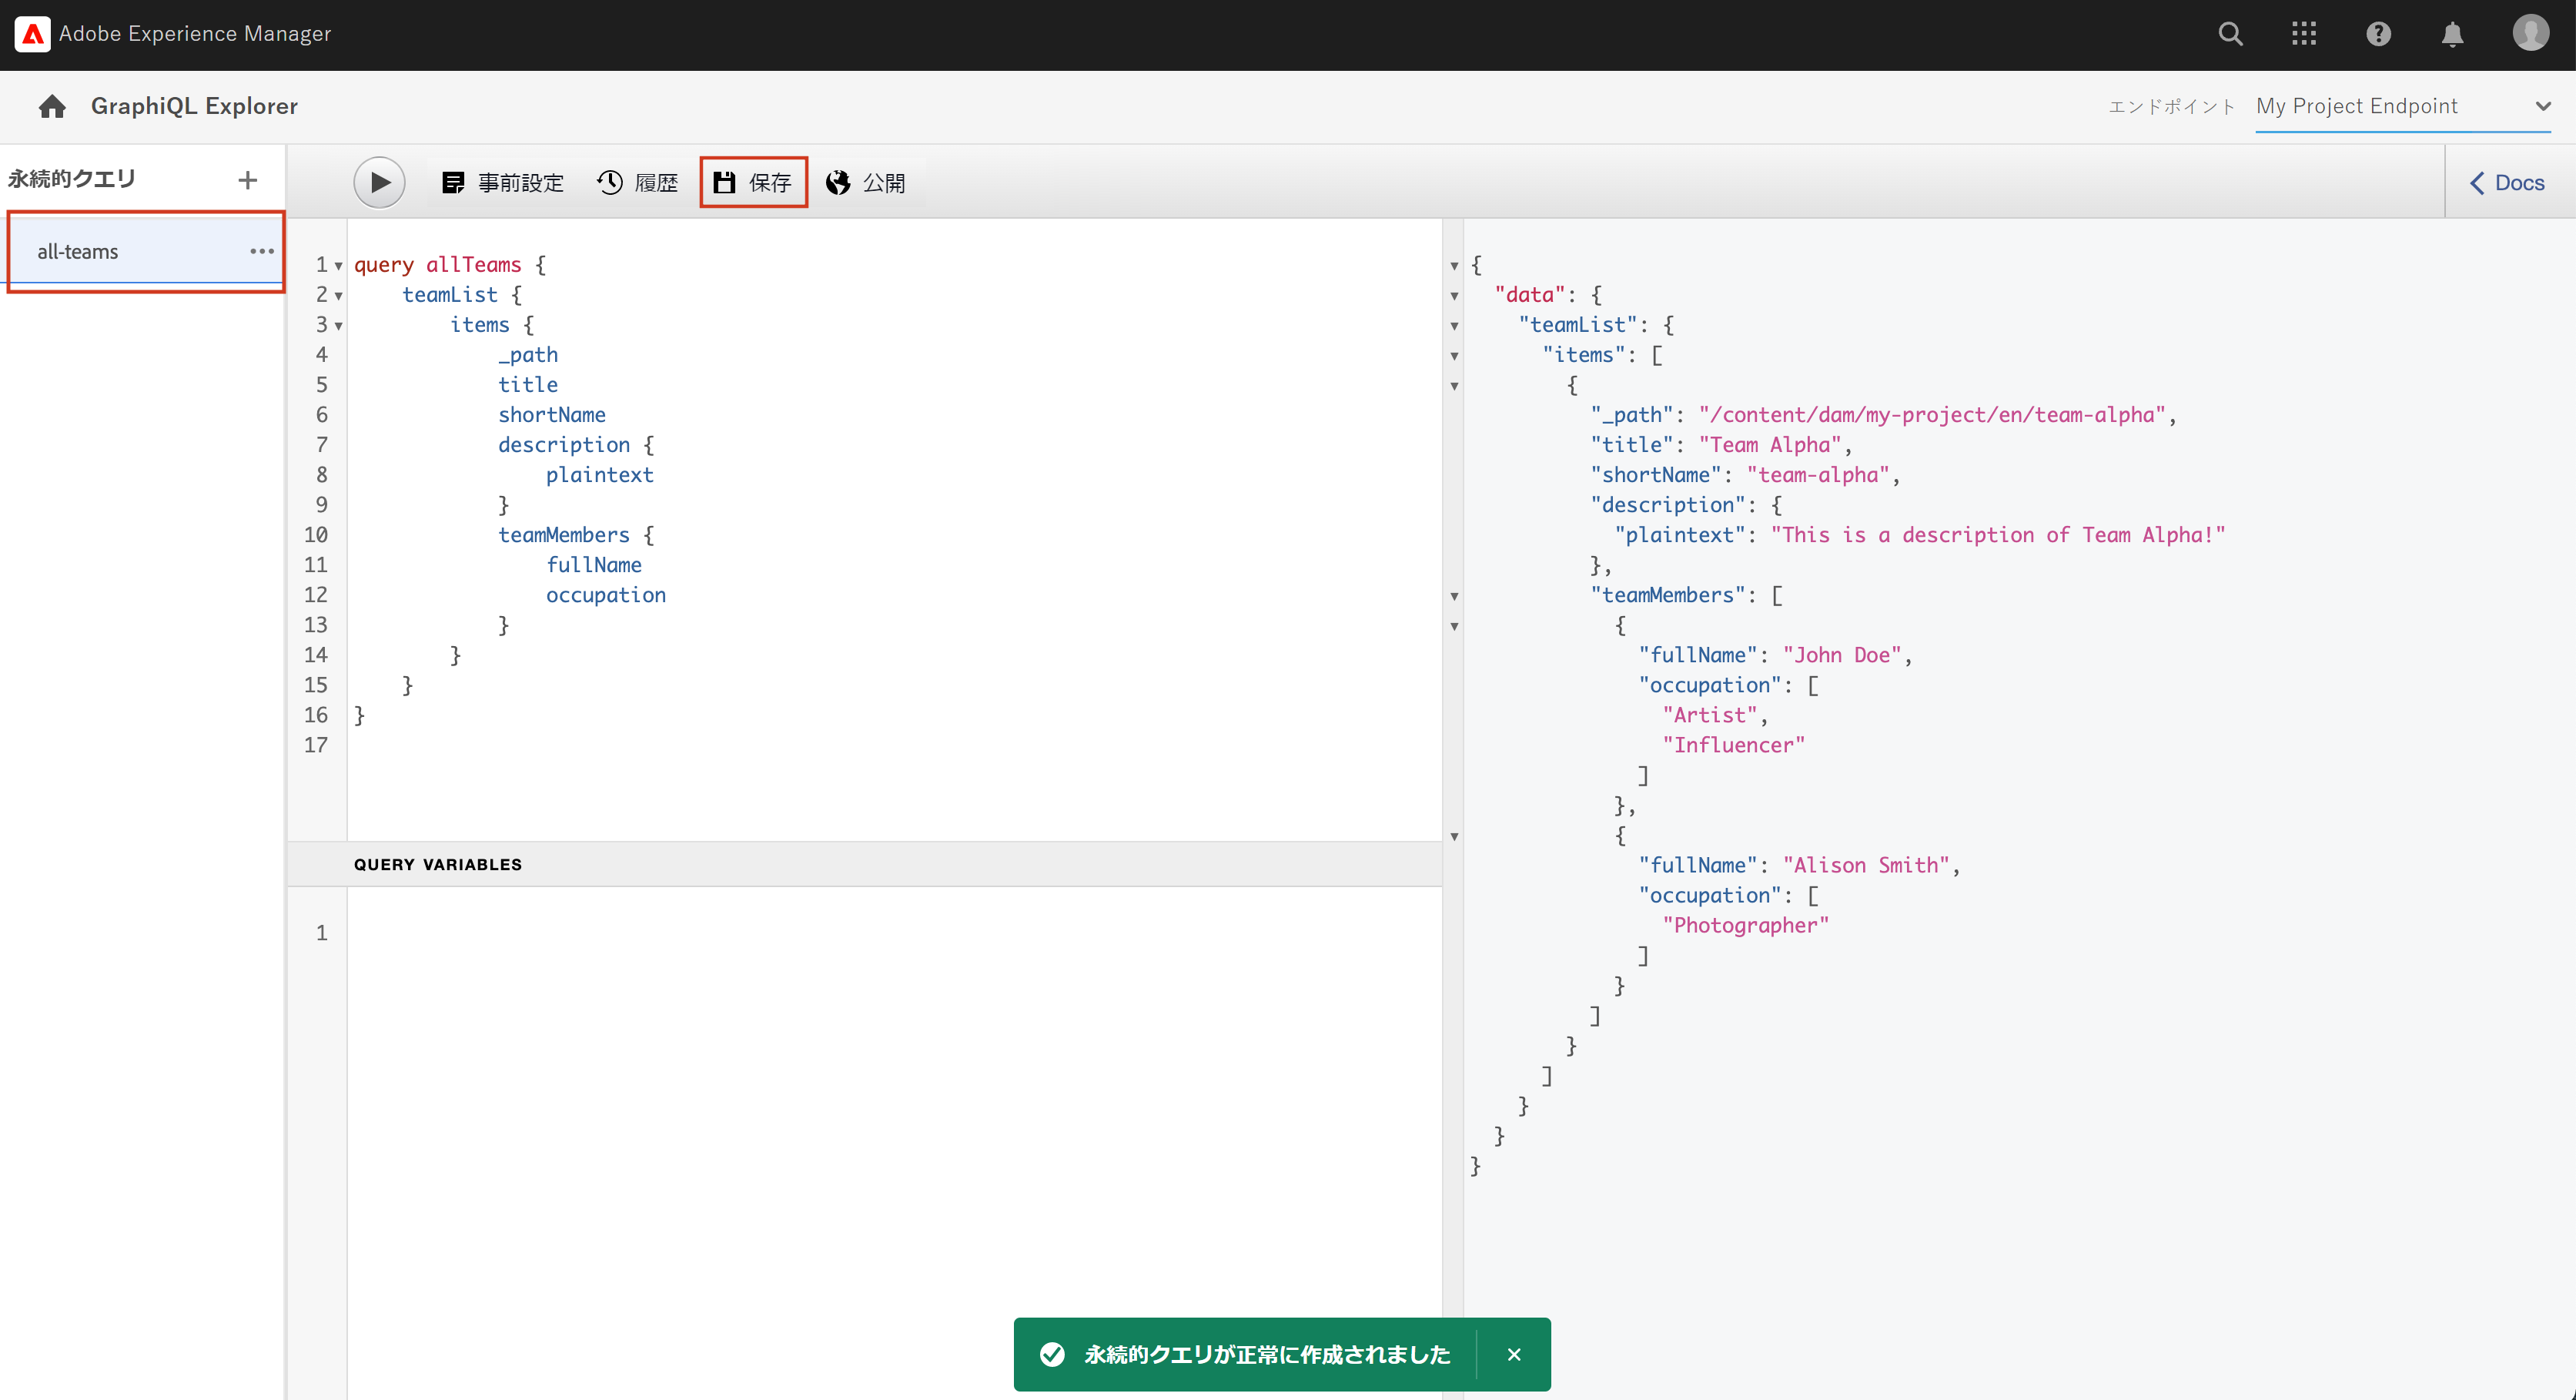 Adobe Experience Manager
GraphiQL Explorer
エンドポイント My Project Endpoint
永続的クエリ +
all-teams ...
事前設定 履歴 保存 公開
Docs
1 query allTeams {
2     teamList {
3         items {
4             _path
5             title
6             shortName
7             description {
8                 plaintext
9             }
10             teamMembers {
11                 fullName
12                 occupation
13             }
14         }
15     }
16 }
17
QUERY VARIABLES
1
{
  "data": {
    "teamList": {
      "items": [
        {
          "_path": "/content/dam/my-project/en/team-alpha",
          "title": "Team Alpha",
          "shortName": "team-alpha",
          "description": {
            "plaintext": "This is a description of Team Alpha!"
          },
          "teamMembers": [
            {
              "fullName": "John Doe",
              "occupation": [
                "Artist",
                "Influencer"
              ]
            },
            {
              "fullName": "Alison Smith",
              "occupation": [
                "Photographer"
              ]
            }
          ]
        }
      ]
    }
  }
}
永続的クエリが正常に作成されました